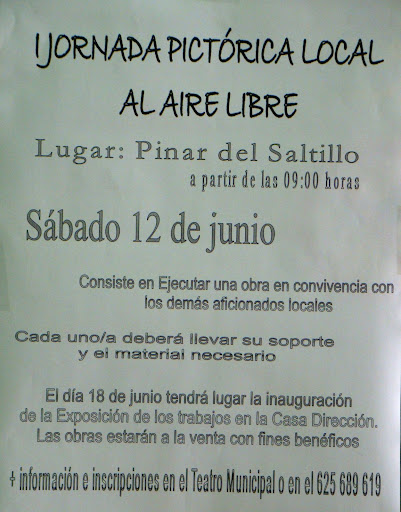 I JORNADA PICTÓRICA LOCAL
AL AIRE LIBRE
Lugar: Pinar del Saltillo
a partir de las 09:00 horas
Sábado 12 de junio
Consiste en Ejecutar una obra en convivencia con
los demás aficionados locales
Cada uno/a deberá llevar su soporte
y el material necesario
El día 18 de junio tendrá lugar la inauguración
de la Exposición de los trabajos en la Casa Dirección.
Las obras estarán a la venta con fines benéficos
+ información e inscripciones en el Teatro Municipal o en el 625 689 619